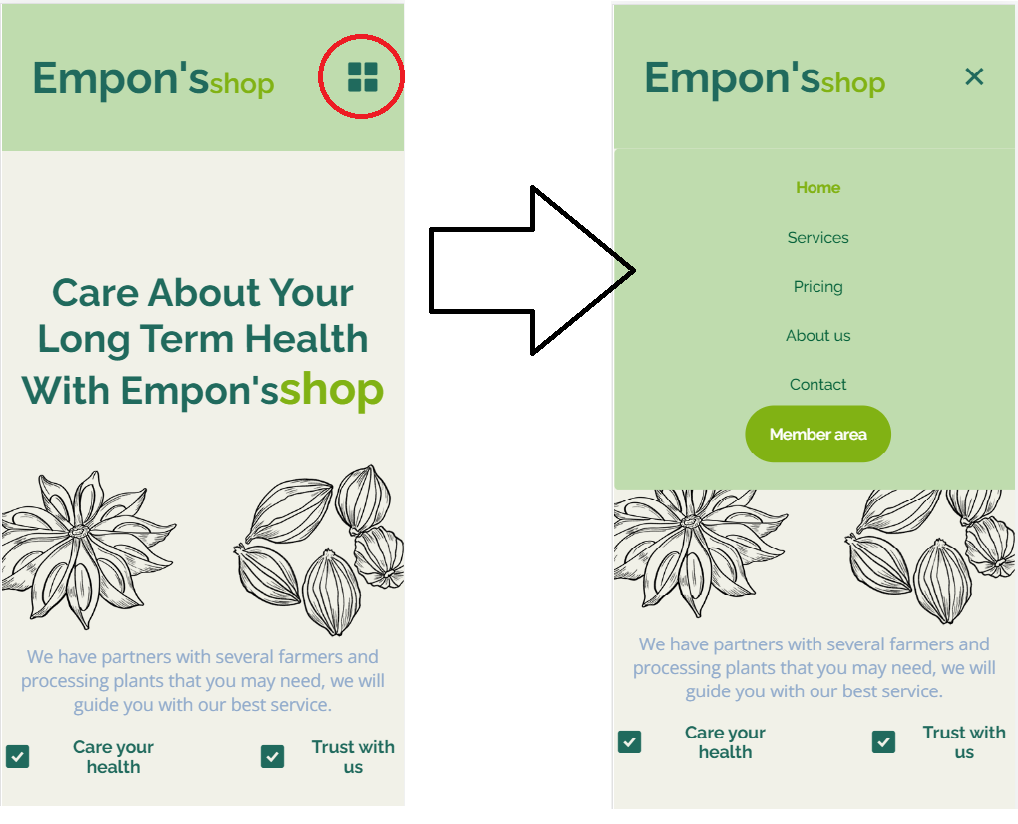 Empon'sshop
Care About Your
Long Term Health
With Empon'sshop
We have partners with several farmers and
processing plants that you may need, we will
guide you with our best service.
Care your
health
Trust with
us
Empon'sshop
Home
Services
Pricing
About us
Contact
Member area
We have partners with several farmers and
processing plants that you may need, we will
guide you with our best service.
Care your
health
Trust with
us